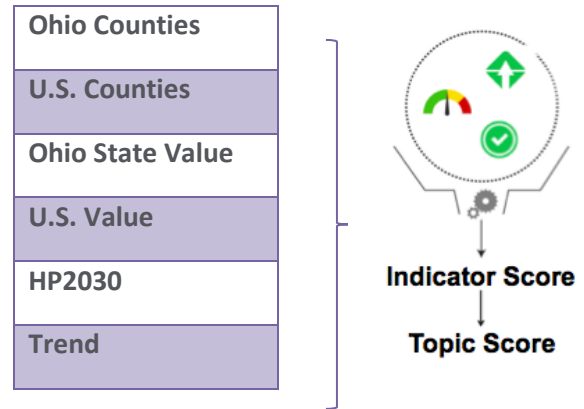 Ohio Counties
U.S. Counties
Ohio State Value
U.S. Value
HP2030
Trend
Indicator Score
Topic Score